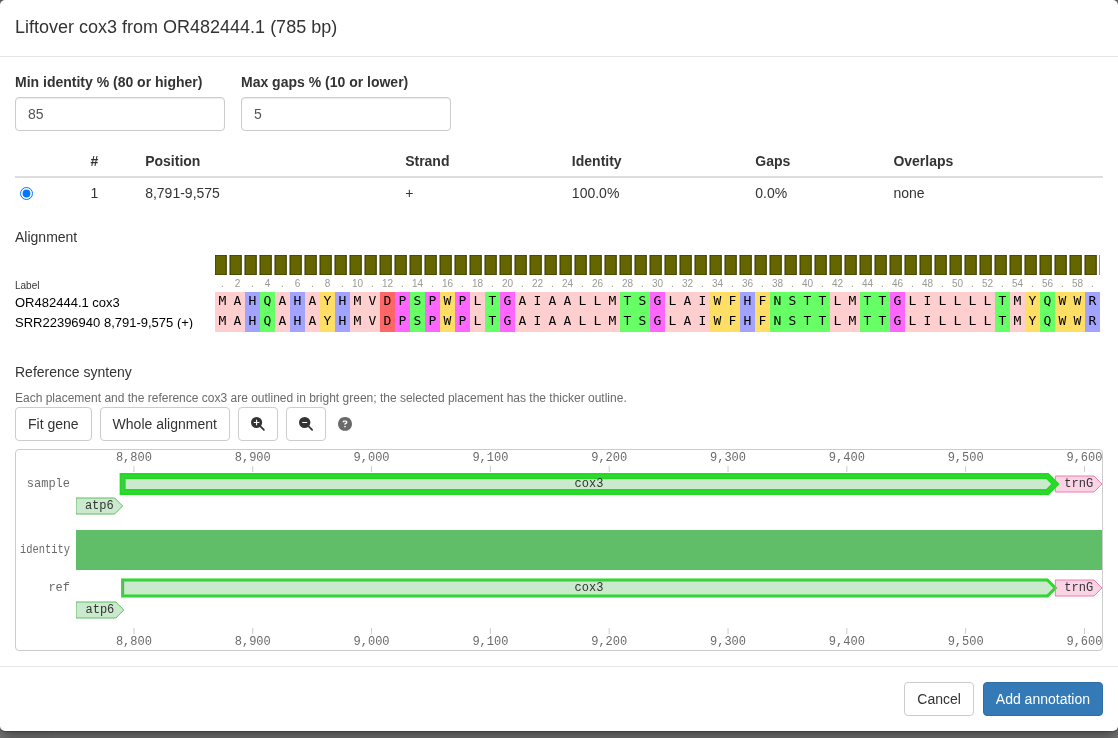 Liftover cox3 from OR482444.1 (785 bp)
Min identity % (80 or higher) Max gaps % (10 or lower)
85 5
# Position Strand Identity Gaps Overlaps
1 8,791-9,575 + 100.0% 0.0% none
Alignment
Label . 2 . 4 . 6 . 8 . 10 . 12 . 14 . 16 . 18 . 20 . 22 . 24 . 26 . 28 . 30 . 32 . 34 . 36 . 38 . 40 . 42 . 44 . 46 . 48 . 50 . 52 . 54 . 56 . 58 .
OR482444.1 cox3 M A H Q A H A Y H M V D P S P W P L T G A I A A L L M T S G L A I W F H F N S T T L M T T G L I L L L L T M Y Q W W R
SRR22396940 8,791-9,575 (+) M A H Q A H A Y H M V D P S P W P L T G A I A A L L M T S G L A I W F H F N S T T L M T T G L I L L L L T M Y Q W W R
Reference synteny
Each placement and the reference cox3 are outlined in bright green; the selected placement has the thicker outline.
Fit gene Whole alignment ?
8,800 8,900 9,000 9,100 9,200 9,300 9,400 9,500 9,600
sample cox3 trnG
atp6
identity
ref cox3 trnG
atp6
8,800 8,900 9,000 9,100 9,200 9,300 9,400 9,500 9,600
Cancel Add annotation